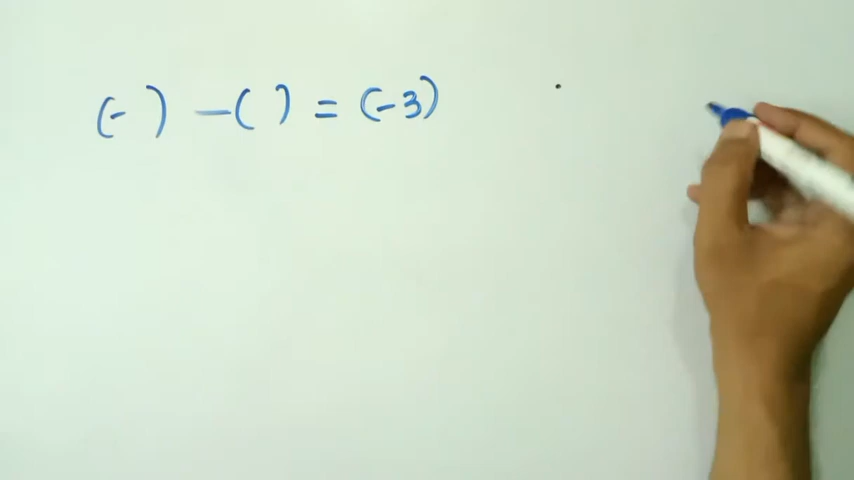 (- ) -( ) = (-3)